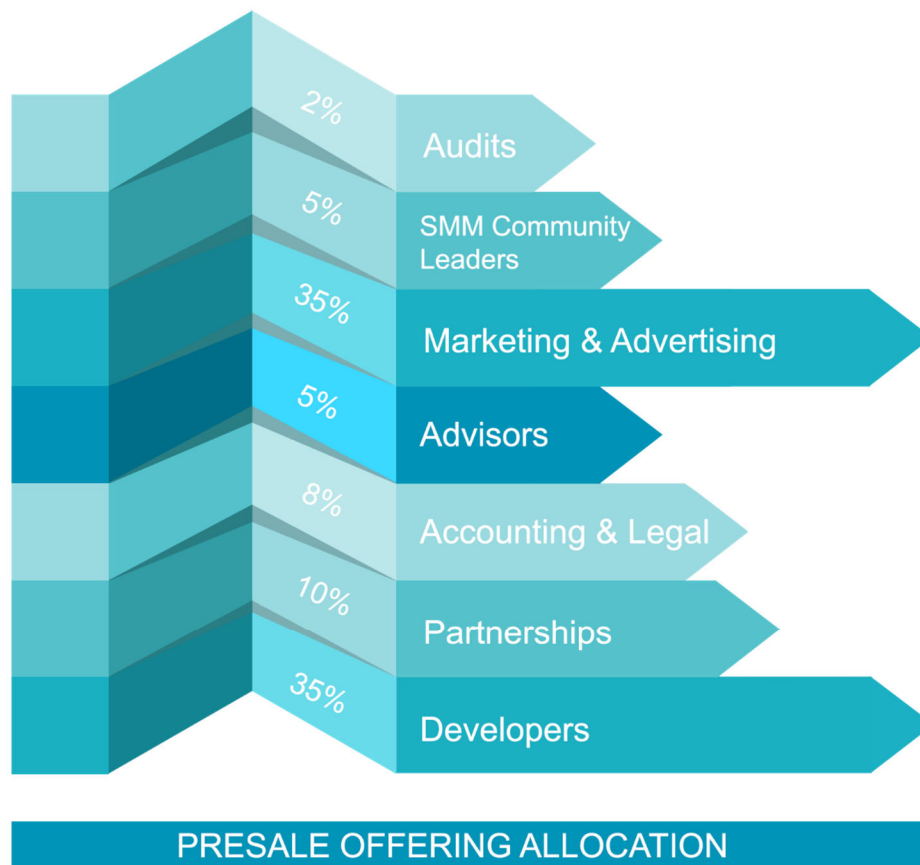 2%
Audits
5%
SMM Community
Leaders
35%
Marketing & Advertising
5%
Advisors
8%
Accounting & Legal
10%
Partnerships
35%
Developers
PRESALE OFFERING ALLOCATION